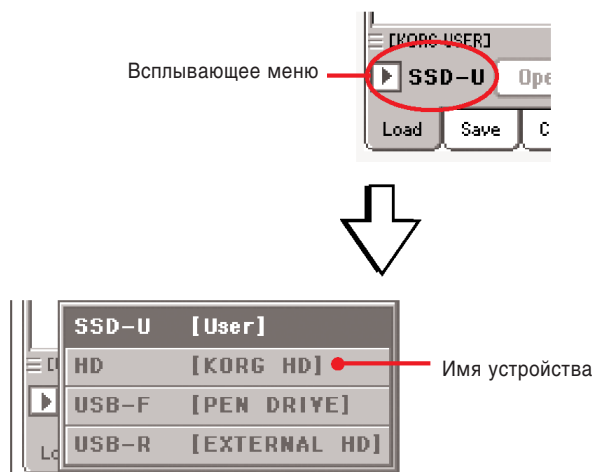 [KORG USER]
Всплывающее меню
SSD-U Ope
Load Save C
SSD-U [User]
HD [KORG HD]
Имя устройства
USB-F [PEN DRIVE]
USB-R [EXTERNAL HD]
Lo